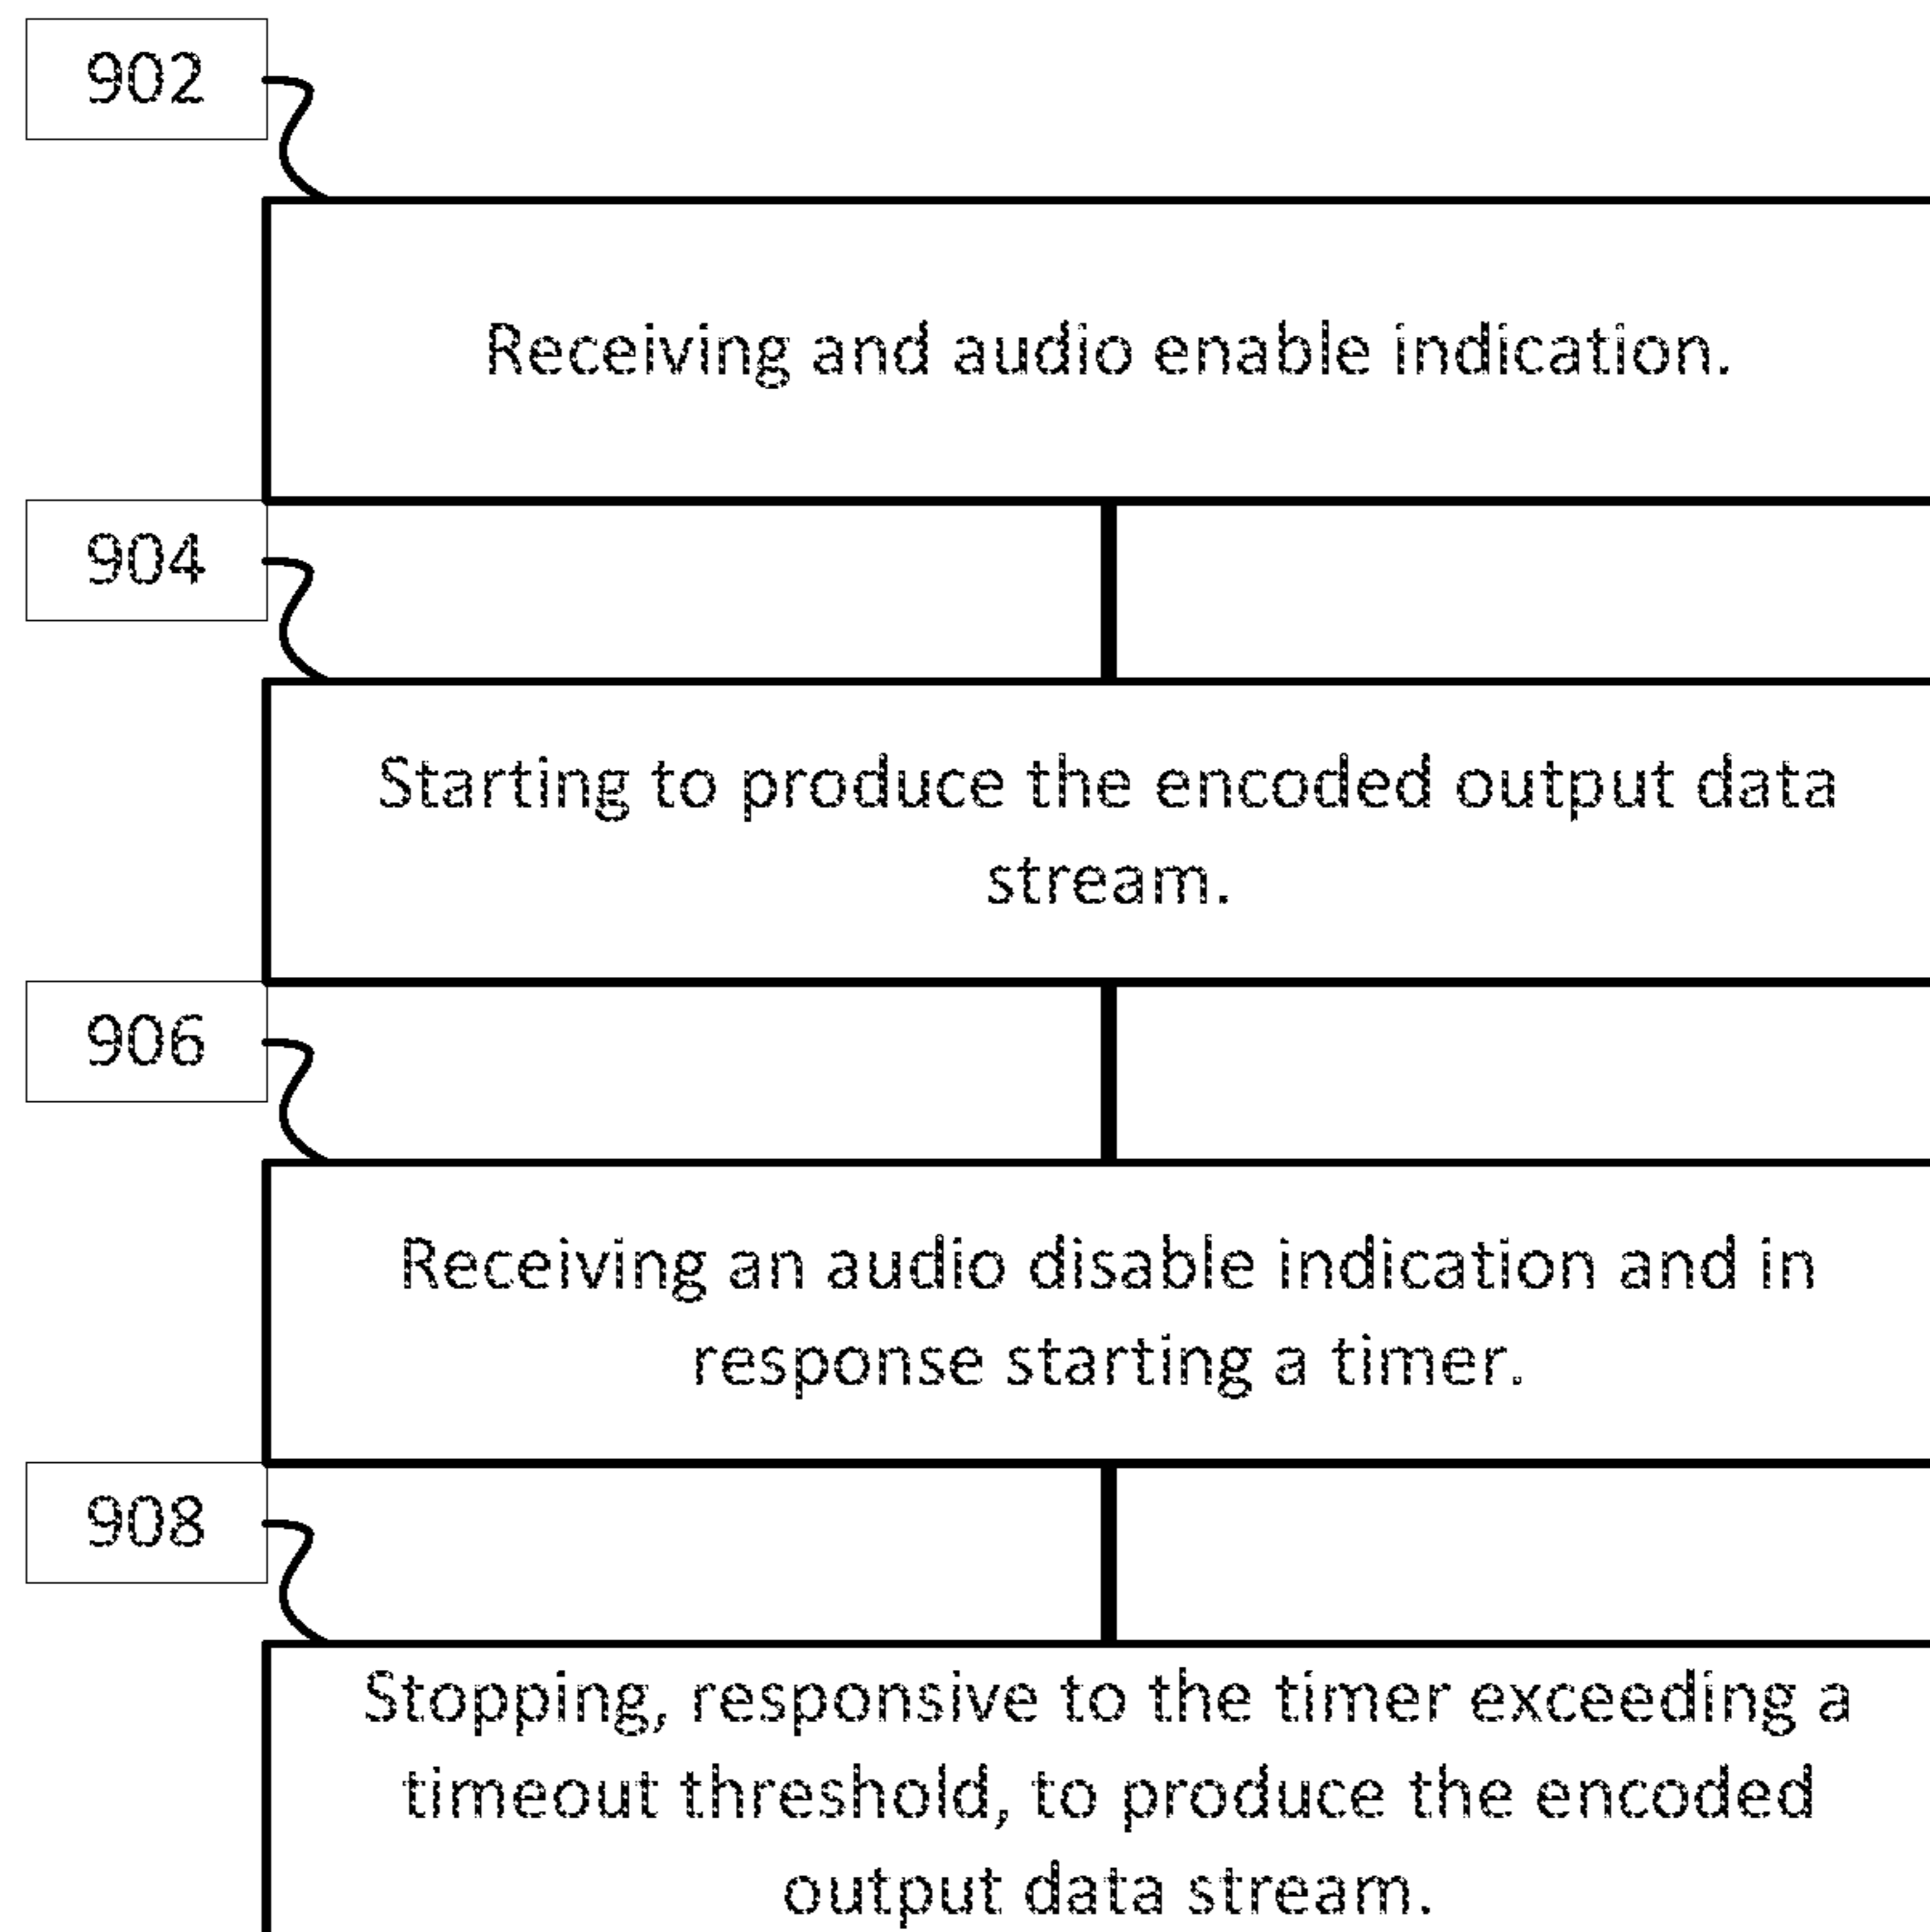 902
Receiving and audio enable indication.
904
Starting to produce the encoded output data
stream.
906
Receiving an audio disable indication and in
response starting a timer.
908
Stopping, responsive to the timer exceeding a
timeout threshold, to produce the encoded
output data stream.